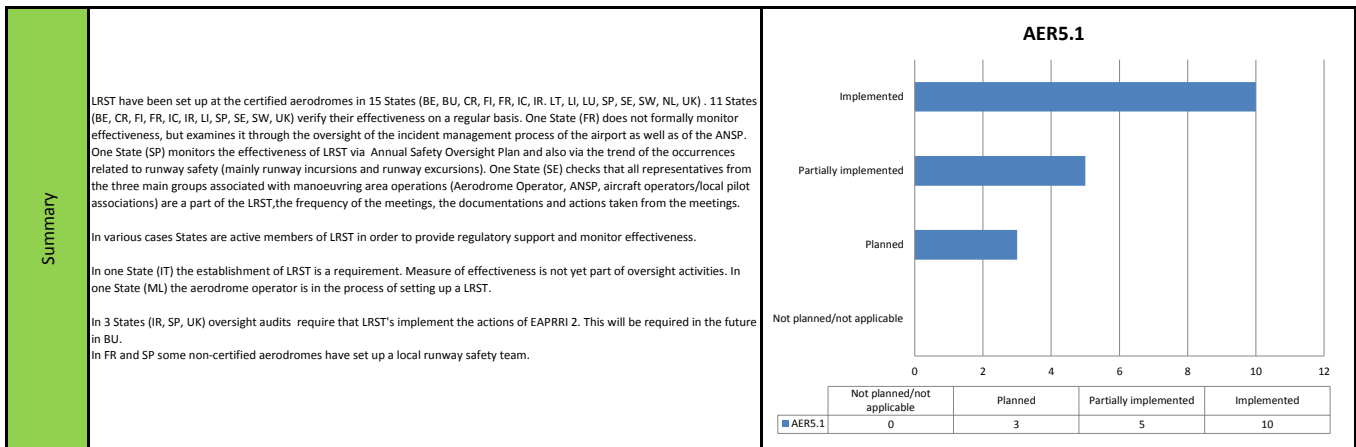 Summary
LRST have been set up at the certified aerodromes in 15 States (BE, BU, CR, FI, FR, IC, IR. LT, LI, LU, SP, SE, SW, NL, UK) . 11 States
(BE, CR, FI, FR, IC, IR, LI, SP, SE, SW, UK) verify their effectiveness on a regular basis. One State (FR) does not formally monitor
effectiveness, but examines it through the oversight of the incident management process of the airport as well as of the ANSP.
One State (SP) monitors the effectiveness of LRST via Annual Safety Oversight Plan and also via the trend of the occurrences
related to runway safety (mainly runway incursions and runway excursions). One State (SE) checks that all representatives from
the three main groups associated with manoeuvring area operations (Aerodrome Operator, ANSP, aircraft operators/local pilot
associations) are a part of the LRST,the frequency of the meetings, the documentations and actions taken from the meetings.
In various cases States are active members of LRST in order to provide regulatory support and monitor effectiveness.
In one State (IT) the establishment of LRST is a requirement. Measure of effectiveness is not yet part of oversight activities. In
one State (ML) the aerodrome operator is in the process of setting up a LRST.
In 3 States (IR, SP, UK) oversight audits require that LRST's implement the actions of EAPRRI 2. This will be required in the future
in BU.
In FR and SP some non-certified aerodromes have set up a local runway safety team.
AER5.1
Implemented
Partially implemented
Planned
Not planned/not applicable
0 2 4 6 8 10 12
Not planned/not
applicable
Planned
Partially implemented
Implemented
AER5.1 0 3 5 10